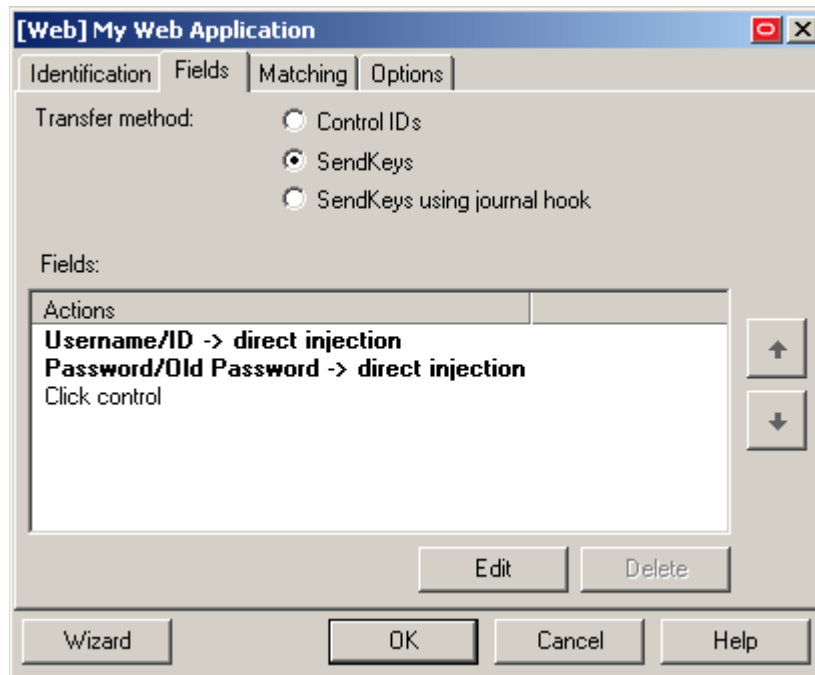 [Web] My Web Application
Identification Fields Matching Options
Transfer method: Control IDs
SendKeys
SendKeys using journal hook
Fields:
Actions
Username/ID -> direct injection
Password/Old Password -> direct injection
Click control
Edit Delete
Wizard OK Cancel Help